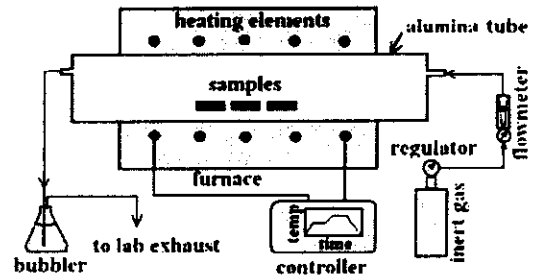 heating elements
alumina tube
samples
flowmeter
regulator
furnace
inert gas
temp
time
to lab exhaust
bubbler
controller